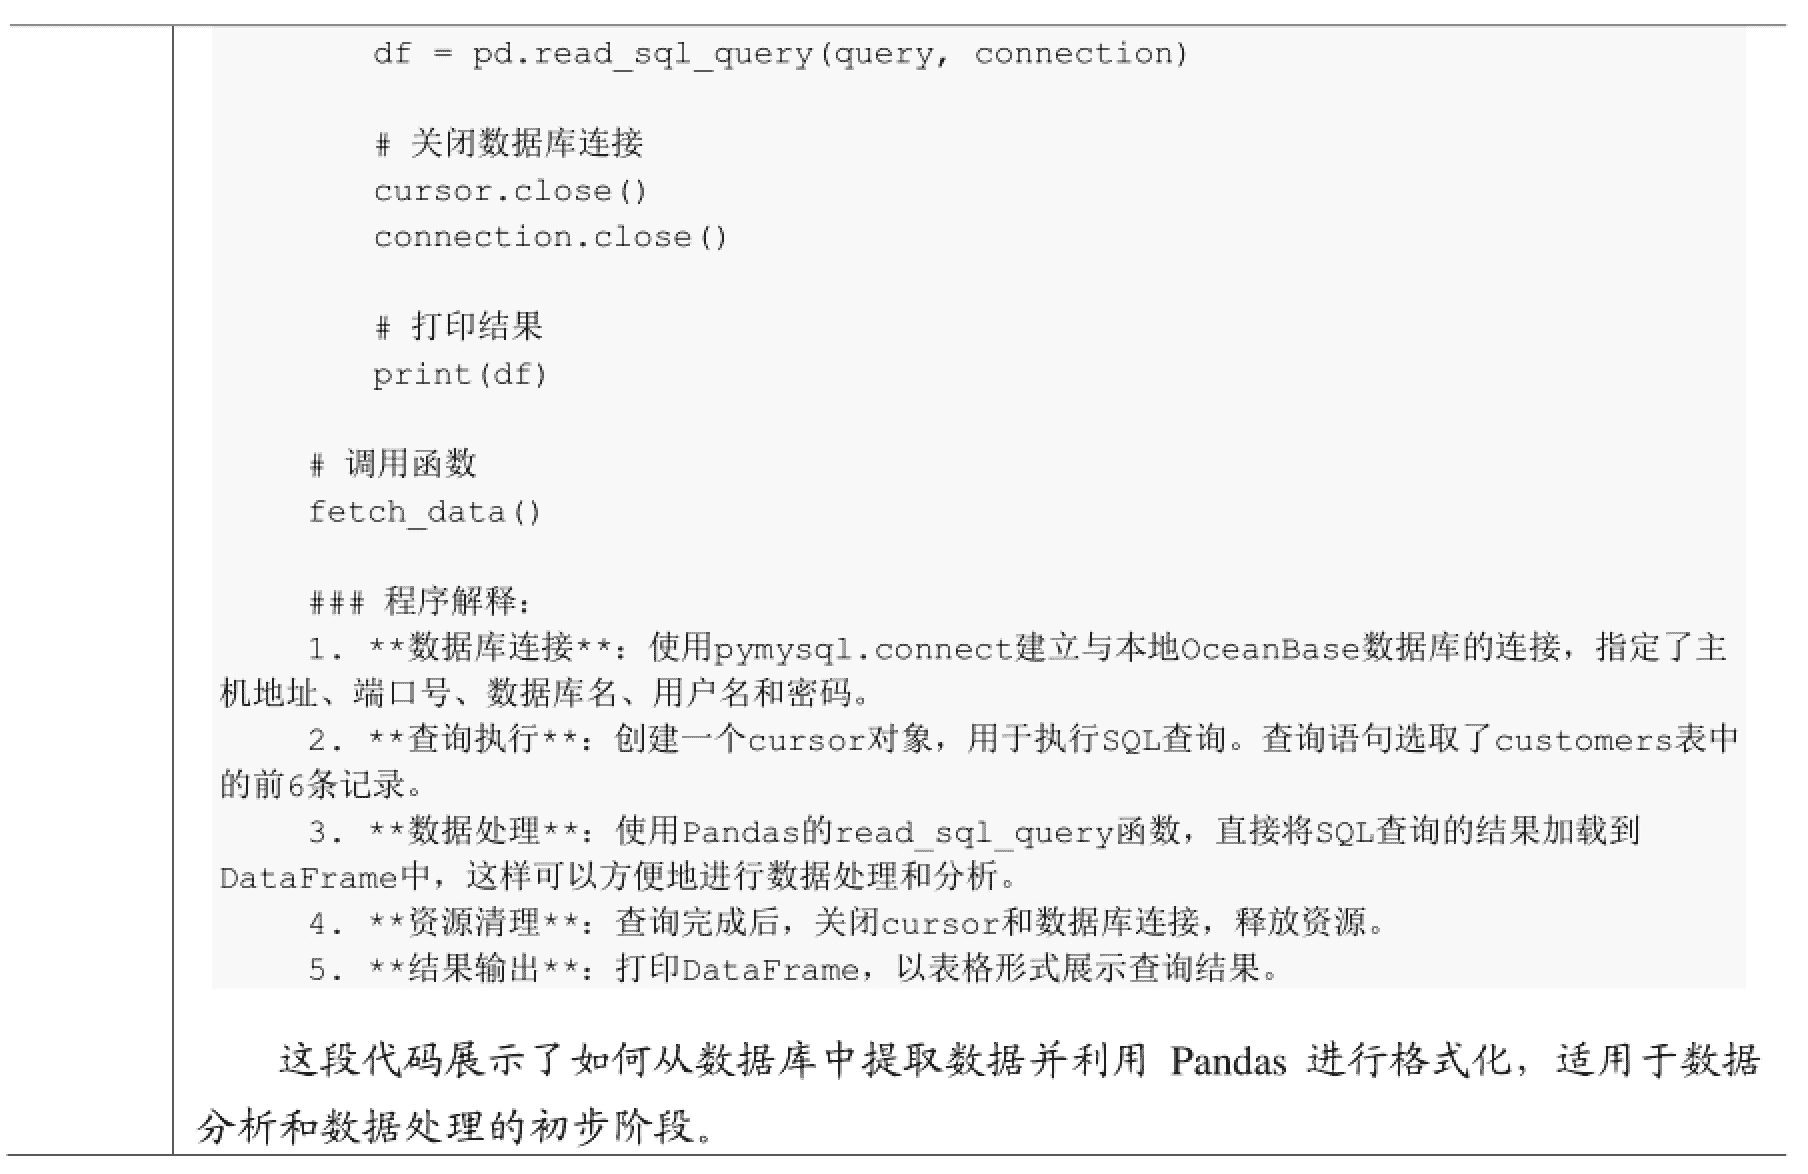 df = pd.read_sql_query(query, connection)
# 关闭数据库连接
cursor.close()
connection.close()
# 打印结果
print(df)
# 调用函数
fetch_data()
### 程序解释：
1. **数据库连接**：使用pymysql.connect建立与本地OceanBase数据库的连接，指定了主
机地址、端口号、数据库名、用户名和密码。
2. **查询执行**：创建一个cursor对象，用于执行SQL查询。查询语句选取了customers表中
的前6条记录。
3. **数据处理**：使用Pandas的read_sql_query函数，直接将SQL查询的结果加载到
DataFrame中，这样可以方便地进行数据处理和分析。
4. **资源清理**：查询完成后，关闭cursor和数据库连接，释放资源。
5. **结果输出**：打印DataFrame，以表格形式展示查询结果。
这段代码展示了如何从数据库中提取数据并利用 Pandas 进行格式化，适用于数据
分析和数据处理的初步阶段。